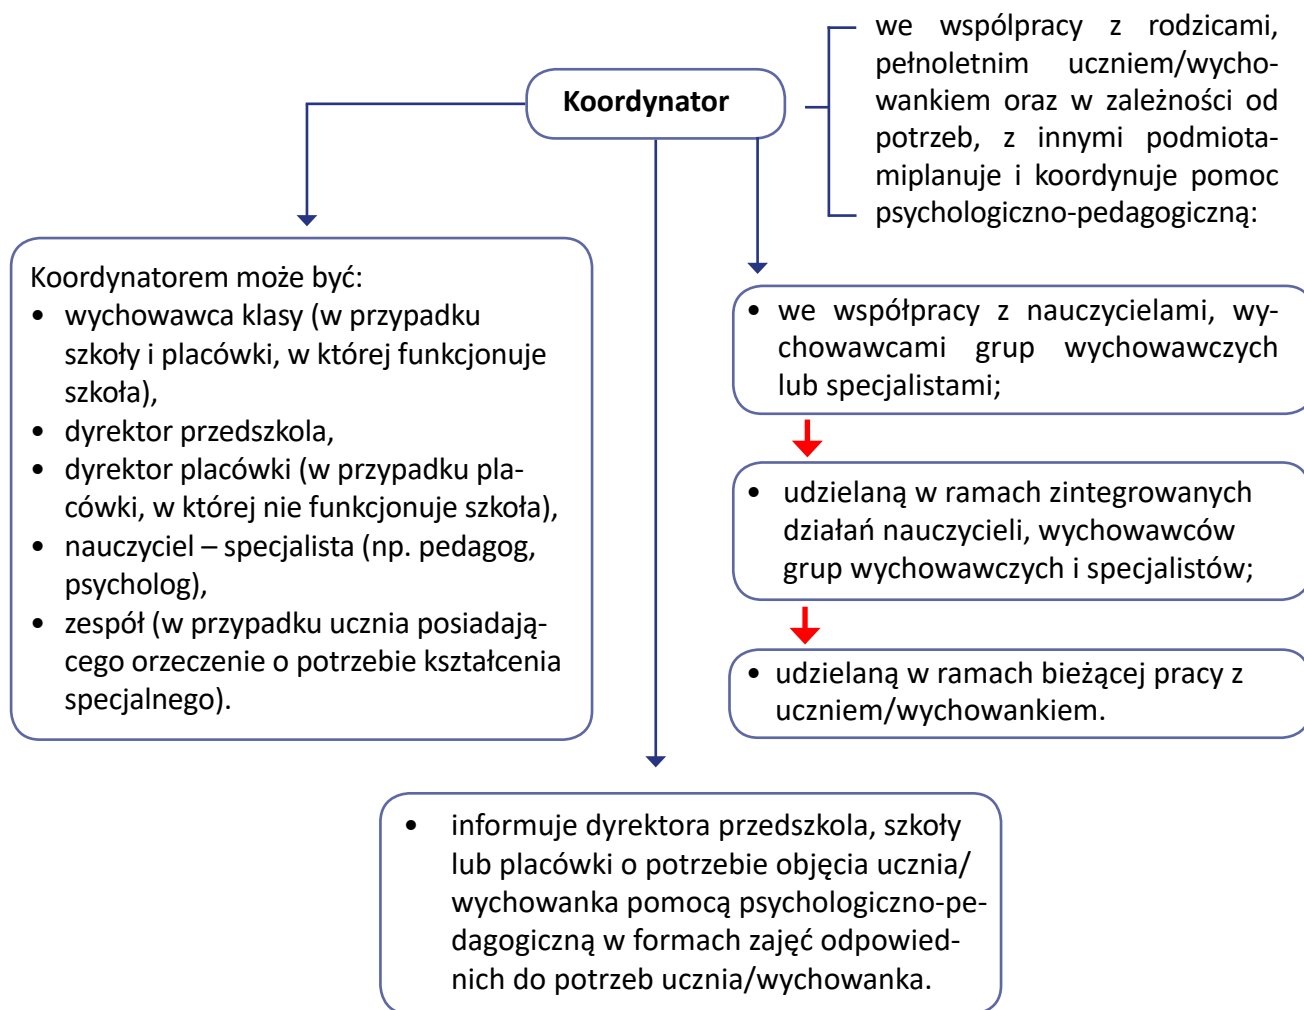 Koordynator
we wspólpracy z rodzicami,
pełnoletnim uczniem/wycho-
wankiem oraz w zależności od
potrzeb, z innymi podmiota-
miplanuje i koordynuje pomoc
psychologiczno-pedagogiczną:
Koordynatorem może być:
• wychowawca klasy (w przypadku
szkoły i placówki, w której funkcjonuje
szkoła),
• dyrektor przedszkola,
• dyrektor placówki (w przypadku pla-
cówki, w której nie funkcjonuje szkoła),
• nauczyciel – specjalista (np. pedagog,
psycholog),
• zespół (w przypadku ucznia posiadają-
cego orzeczenie o potrzebie kształcenia
specjalnego).
• we współpracy z nauczycielami, wy-
chowawcami grup wychowawczych
lub specjalistami;
• udzielaną w ramach zintegrowanych
działań nauczycieli, wychowawców
grup wychowawczych i specjalistów;
• udzielaną w ramach bieżącej pracy z
uczniem/wychowankiem.
• informuje dyrektora przedszkola, szkoły
lub placówki o potrzebie objęcia ucznia/
wychowanka pomocą psychologiczno-pe-
dagogiczną w formach zajęć odpowied-
nich do potrzeb ucznia/wychowanka.